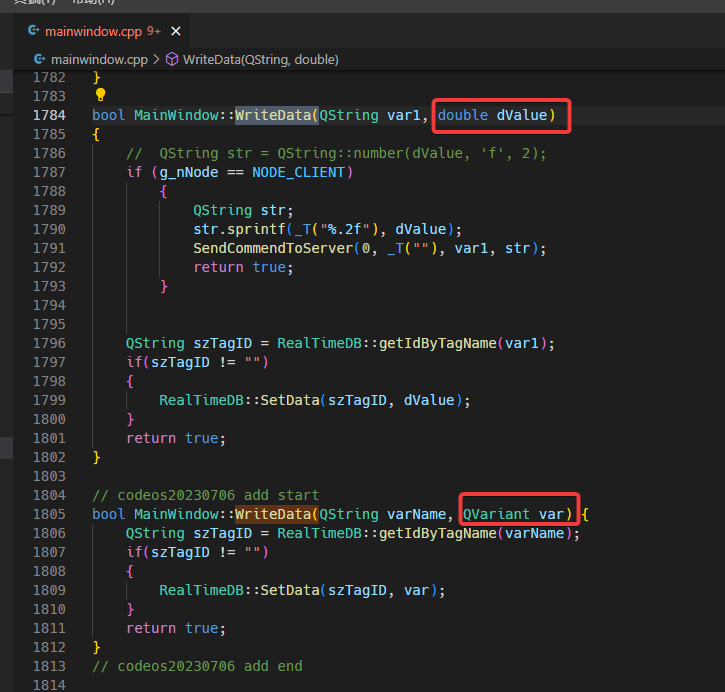 mainwindow.cpp 9+ ×
mainwindow.cpp > WriteData(QString, double)
1782 }
1783
1784 bool MainWindow::WriteData(QString var1, double dValue)
1785 {
1786 // QString str = QString::number(dValue, 'f', 2);
1787 if (g_nNode == NODE_CLIENT)
1788 {
1789 QString str;
1790 str.sprintf(_T("%.2f"), dValue);
1791 SendCommendToServer(0, _T(""), var1, str);
1792 return true;
1793 }
1794
1795
1796 QString szTagID = RealTimeDB::getIdByTagName(var1);
1797 if(szTagID != "")
1798 {
1799 RealTimeDB::SetData(szTagID, dValue);
1800 }
1801 return true;
1802 }
1803
1804 // codeos20230706 add start
1805 bool MainWindow::WriteData(QString varName, QVariant var) {
1806 QString szTagID = RealTimeDB::getIdByTagName(varName);
1807 if(szTagID != "")
1808 {
1809 RealTimeDB::SetData(szTagID, var);
1810 }
1811 return true;
1812 }
1813 // codeos20230706 add end
1814